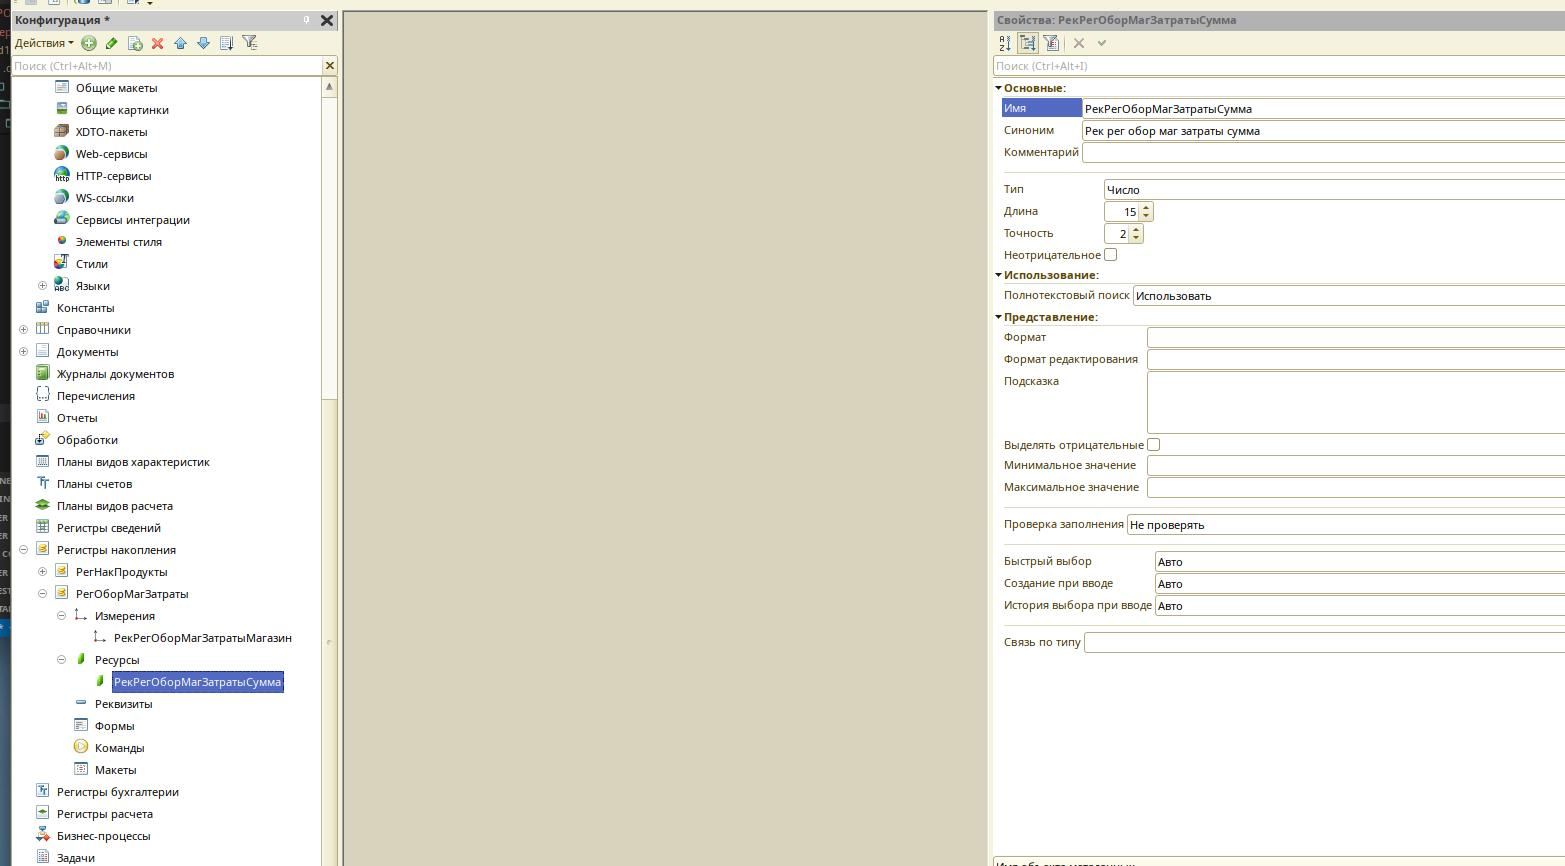 Конфигурация *
Действия
Поиск (Ctrl+Alt+M)
Общие макеты
Общие картинки
XDTO-пакеты
Web-сервисы
HTTP-сервисы
WS-ссылки
Сервисы интеграции
Элементы стиля
Стили
Языки
Константы
Справочники
Документы
Журналы документов
Перечисления
Отчеты
Обработки
Планы видов характеристик
Планы счетов
Планы видов расчета
Регистры сведений
Регистры накопления
РегНакПродукты
РегОборМагЗатраты
Измерения
РекРегОборМагЗатратыМагазин
Ресурсы
РекРегОборМагЗатратыСумма
Реквизиты
Формы
Команды
Макеты
Регистры бухгалтерии
Регистры расчета
Бизнес-процессы
Задачи
Свойства: РекРегОборМагЗатратыСумма
Поиск (Ctrl+Alt+I)
Основные:
Имя РекРегОборМагЗатратыСумма
Синоним Рек рег обор маг затраты сумма
Комментарий
Тип Число
Длина 15
Точность 2
Неотрицательное
Использование:
Полнотекстовый поиск Использовать
Представление:
Формат
Формат редактирования
Подсказка
Выделять отрицательные
Минимальное значение
Максимальное значение
Проверка заполнения Не проверять
Быстрый выбор Авто
Создание при вводе Авто
История выбора при вводе Авто
Связь по типу